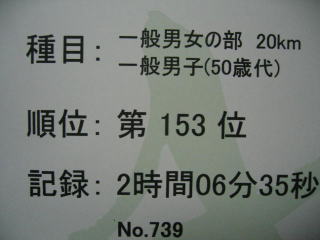 種目： 一般男女の部 20km
一般男子(50歳代)
順位： 第 153 位
記録： 2時間06分35秒
No.739